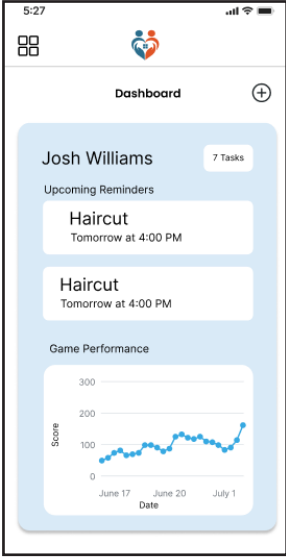 5:27
Dashboard
Josh Williams
7 Tasks
Upcoming Reminders
Haircut
Tomorrow at 4:00 PM
Haircut
Tomorrow at 4:00 PM
Game Performance
300
200
100
0
Score
June 17 June 20 July 1
Date